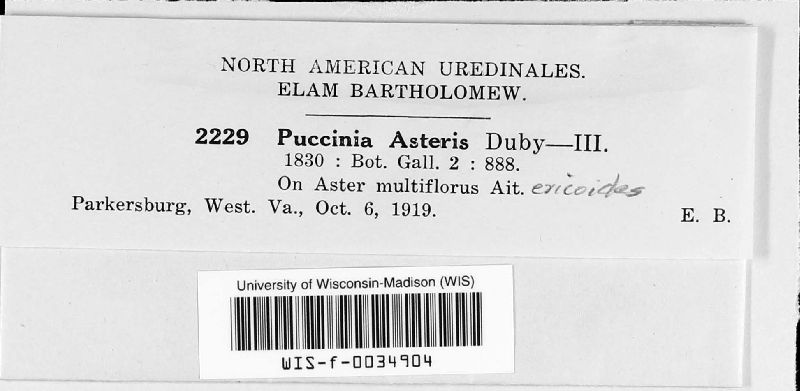 NORTH AMERICAN UREDINALES.
ELAM BARTHOLOMEW.
2229 Puccinia Asteris Duby—III.
1830 : Bot. Gall. 2 : 888.
On Aster multiflorus Ait. ericoides
Parkersburg, West. Va., Oct. 6, 1919. E. B.
University of Wisconsin-Madison (WIS)
WIS-f-0034904